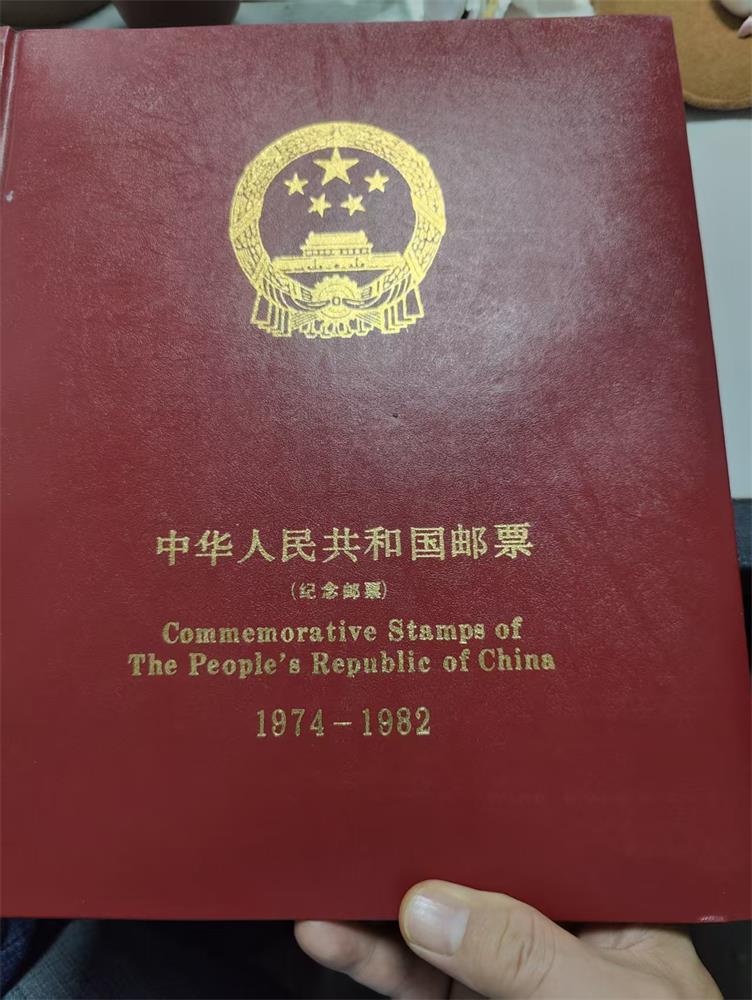 中华人民共和国邮票
(纪念邮票)
Commemorative Stamps of
The People's Republic of China
1974-1982